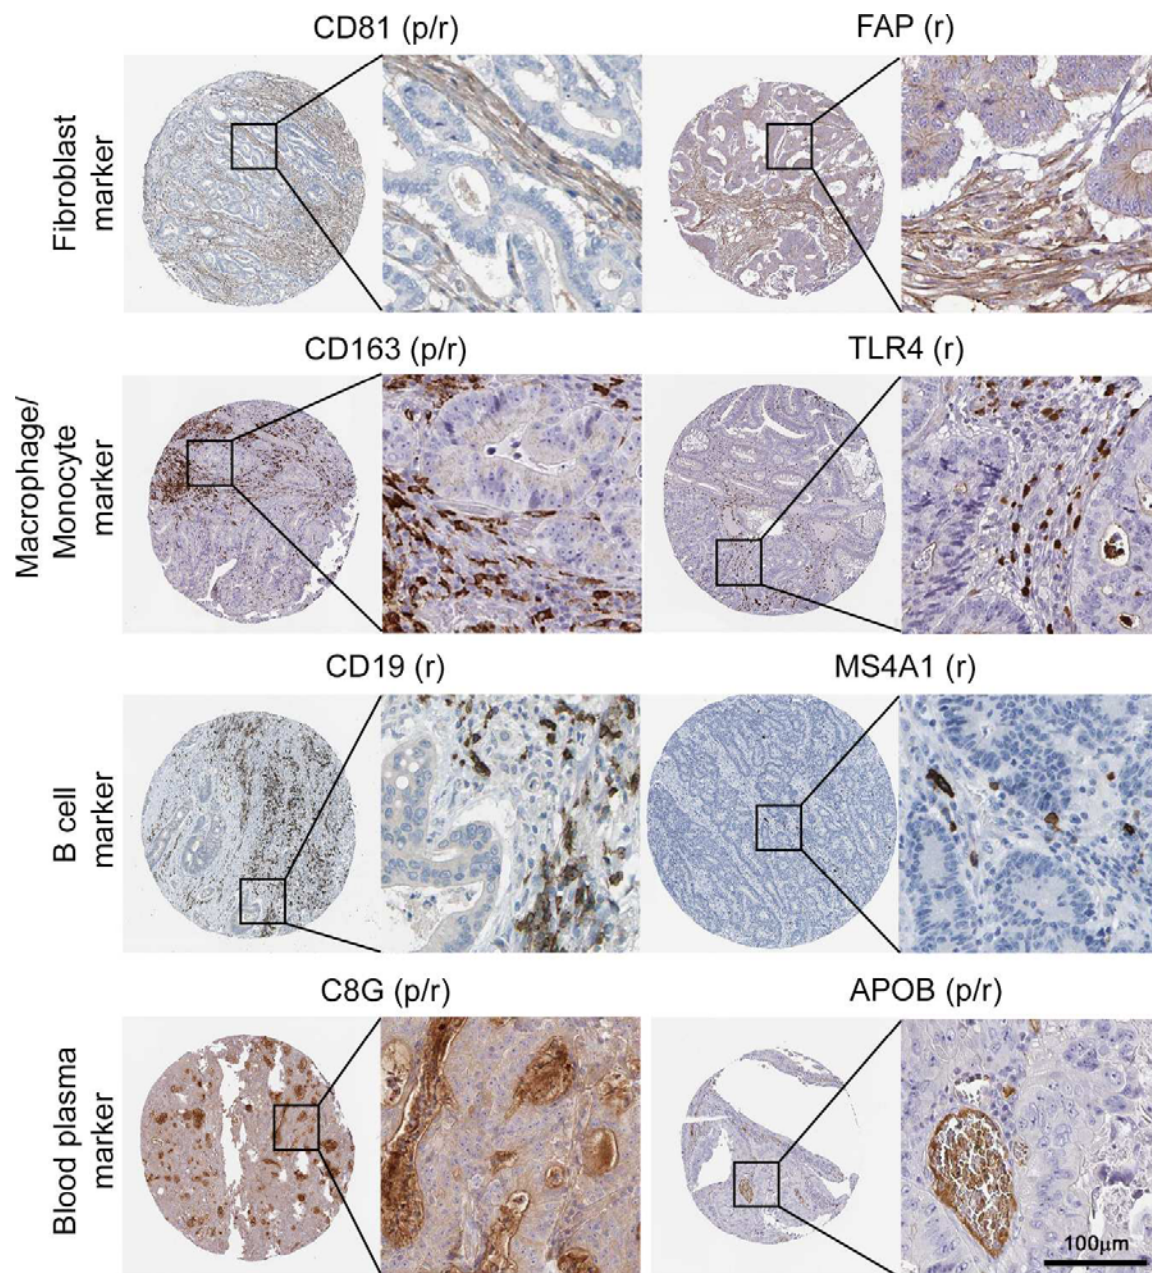 CD81 (p/r)
FAP (r)
Fibroblast
marker
CD163 (p/r)
TLR4 (r)
Macrophage/
Monocyte
marker
CD19 (r)
MS4A1 (r)
B cell
marker
C8G (p/r)
APOB (p/r)
Blood plasma
marker
100μm